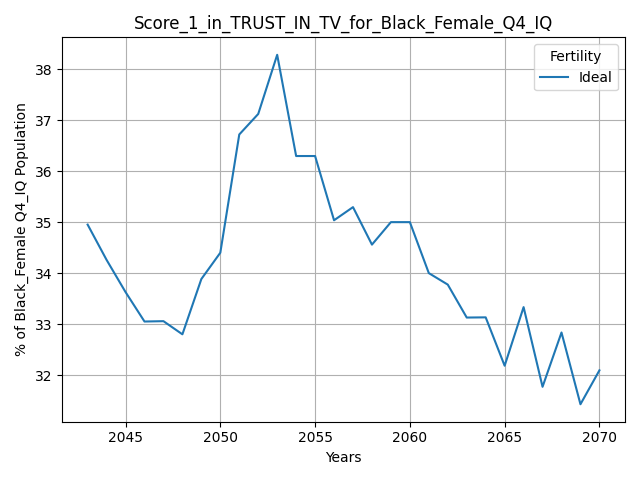 Score_1_in_TRUST_IN_TV_for_Black_Female_Q4_IQ
% of Black_Female Q4_IQ Population
38
37
36
35
34
33
32
Fertility
Ideal
2045 2050 2055 2060 2065 2070
Years